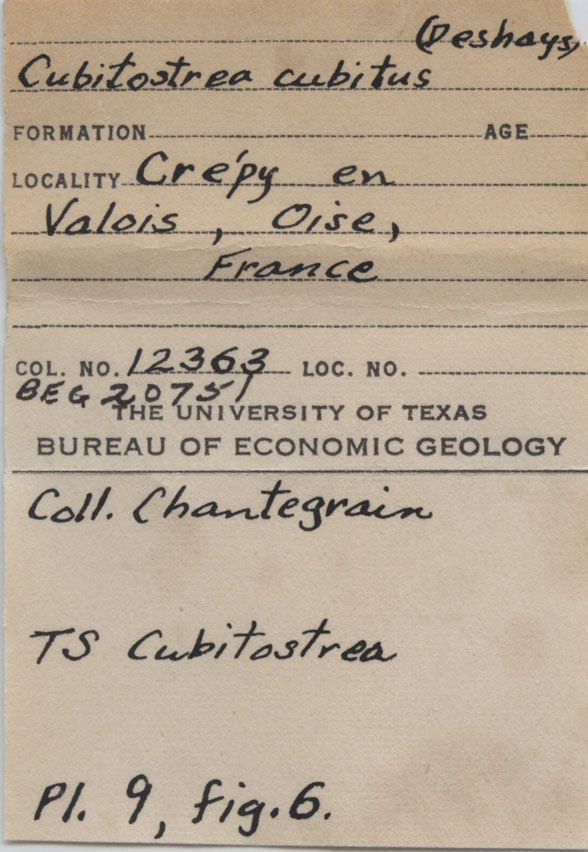 (Deshays)
Cubitostrea cubitus
FORMATION AGE
LOCALITY Crépy en
Valois, Oise,
France
COL. NO. 12363 LOC. NO.
BEG 20751
THE UNIVERSITY OF TEXAS
BUREAU OF ECONOMIC GEOLOGY
Coll. Chantegrain
TS Cubitostrea
Pl. 9, fig. 6.